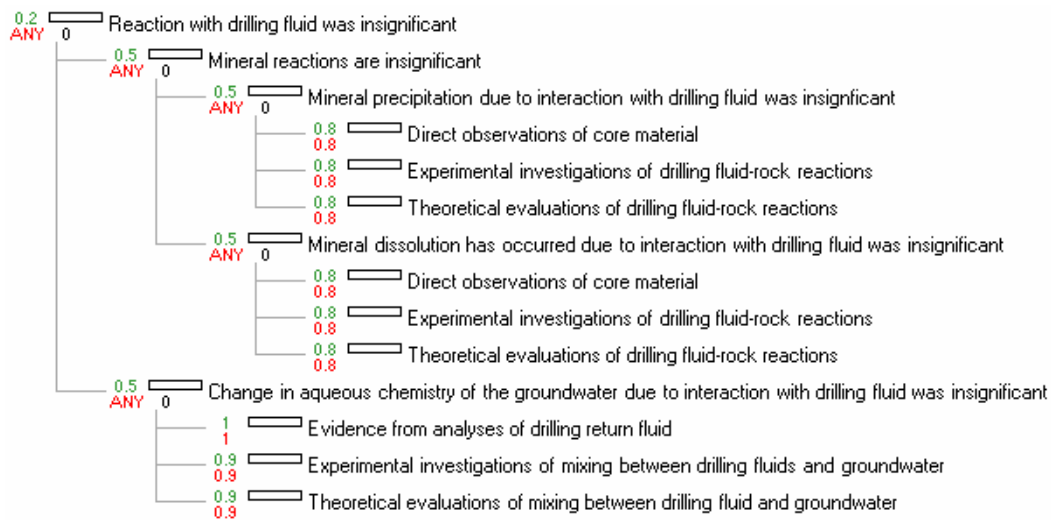 0.2 Reaction with drilling fluid was insignificant
ANY 0
0.5 Mineral reactions are insignificant
ANY 0
0.5 Mineral precipitation due to interaction with drilling fluid was insignficant
ANY 0
0.8 Direct observations of core material
0.8
0.8 Experimental investigations of drilling fluid-rock reactions
0.8
0.8 Theoretical evaluations of drilling fluid-rock reactions
0.8
0.5 Mineral dissolution has occurred due to interaction with drilling fluid was insignificant
ANY 0
0.8 Direct observations of core material
0.8
0.8 Experimental investigations of drilling fluid-rock reactions
0.8
0.8 Theoretical evaluations of drilling fluid-rock reactions
0.8
0.5 Change in aqueous chemistry of the groundwater due to interaction with drilling fluid was insignificant
ANY 0
1 Evidence from analyses of drilling return fluid
1
0.9 Experimental investigations of mixing between drilling fluids and groundwater
0.9
0.9 Theoretical evaluations of mixing between drilling fluid and groundwater
0.9